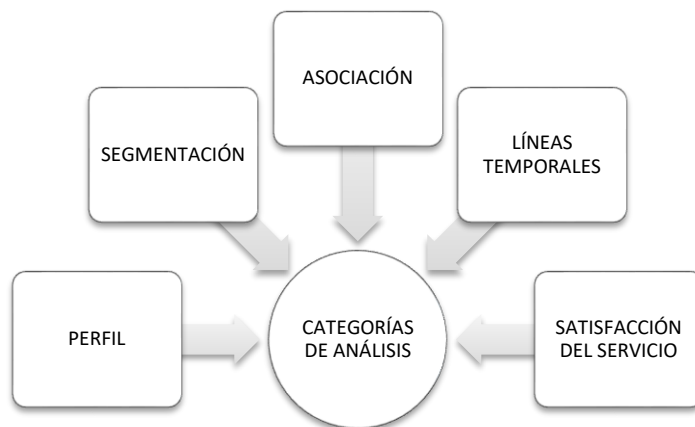 ASOCIACIÓN
SEGMENTACIÓN
LÍNEAS
TEMPORALES
PERFIL
CATEGORÍAS
DE ANÁLISIS
SATISFACCIÓN
DEL SERVICIO